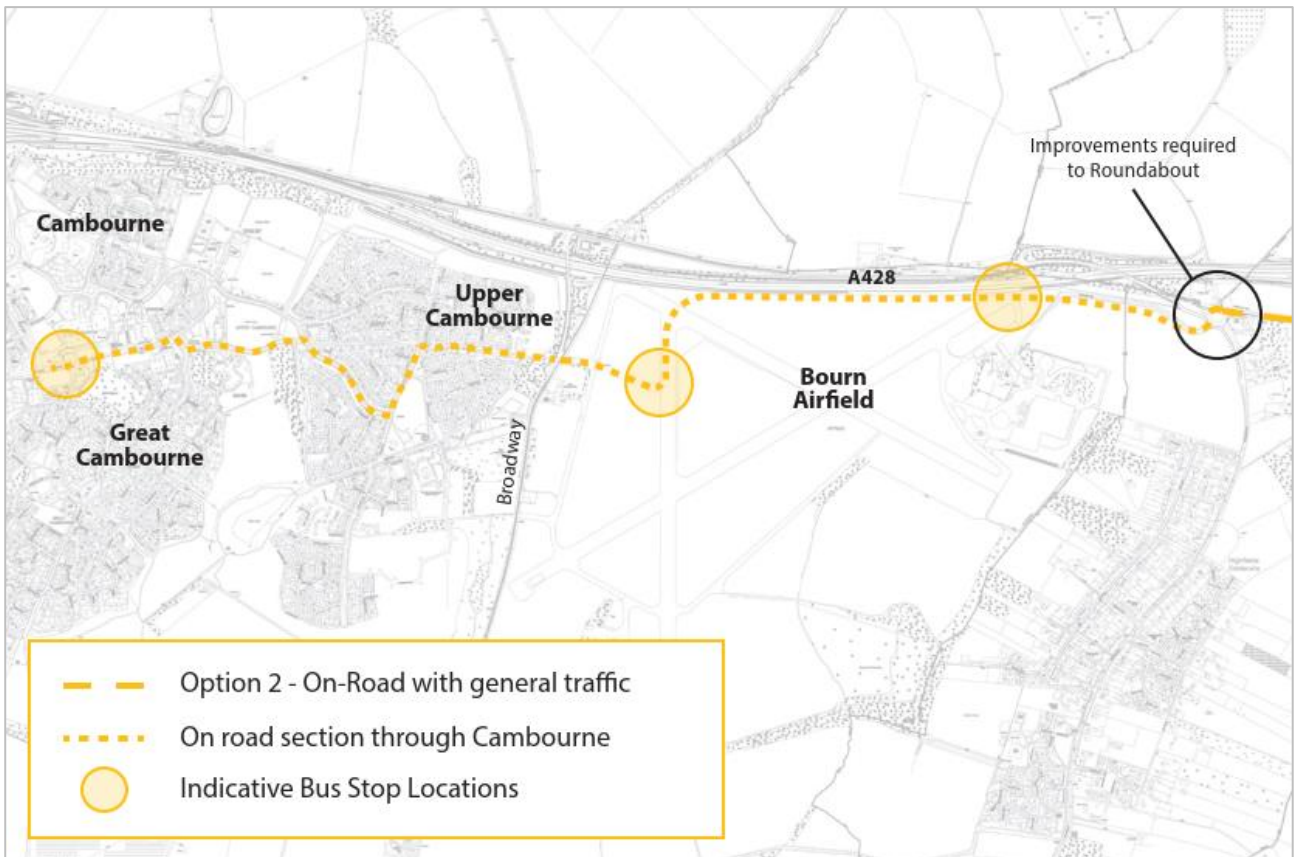 Improvements required
to Roundabout
Cambourne
A428
Upper
Cambourne
Bourn
Airfield
Great
Cambourne
Broadway
Option 2 - On-Road with general traffic
On road section through Cambourne
Indicative Bus Stop Locations